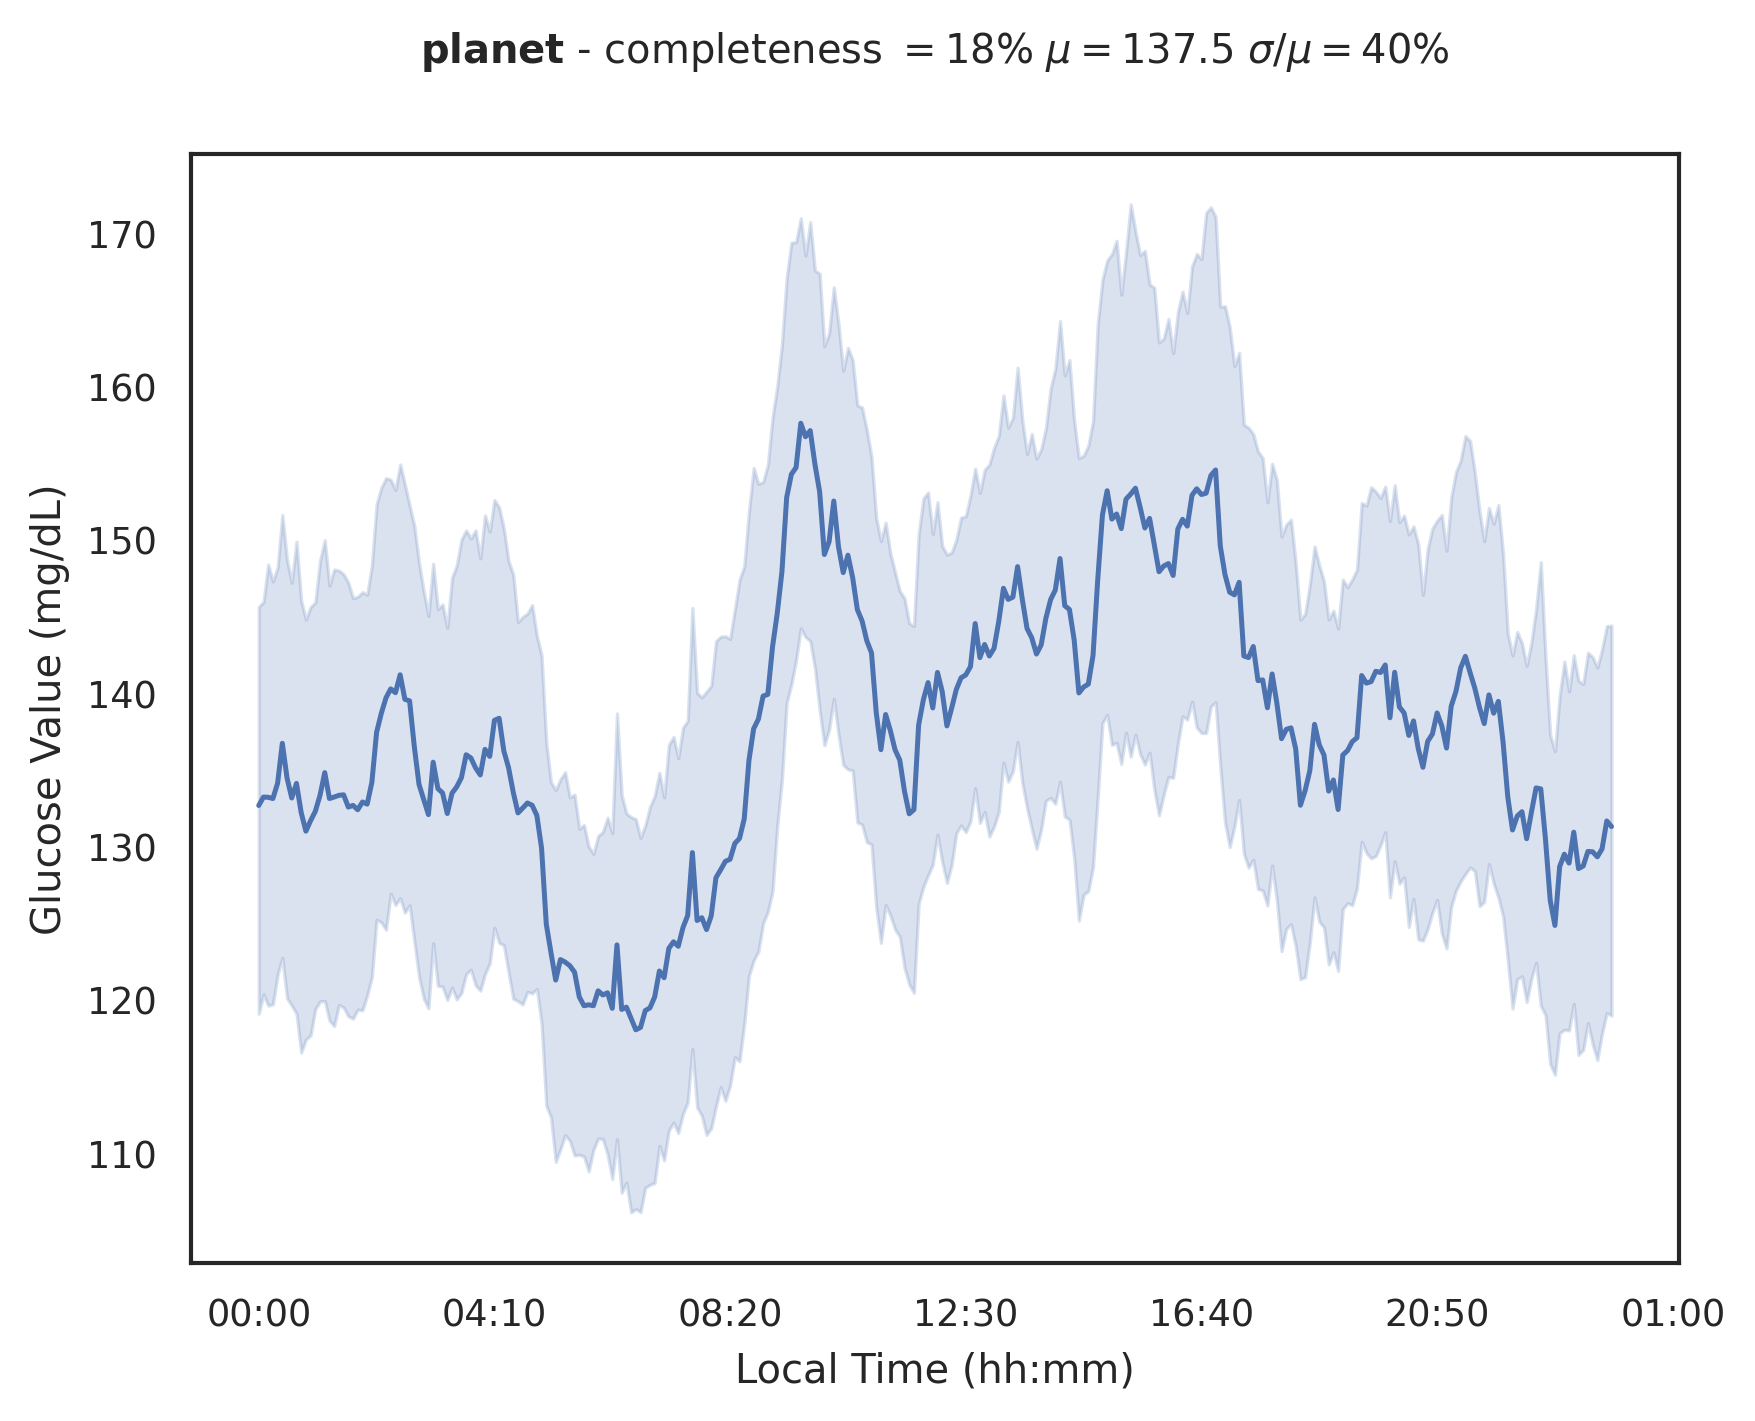 planet - completeness = 18% μ = 137.5 σ/μ = 40%
Glucose Value (mg/dL)
170
160
150
140
130
120
110
00:00 04:10 08:20 12:30 16:40 20:50 01:00
Local Time (hh:mm)